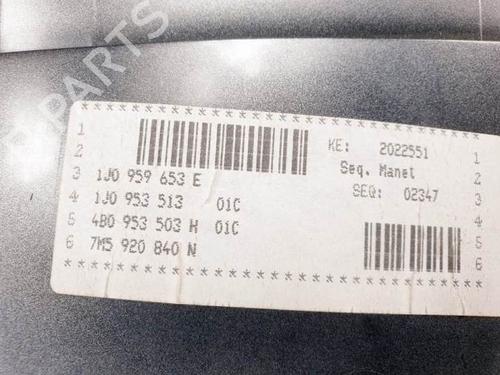 B-PARTS
* * * * * * * * * * * * * * * * * * * * * * * *
1 KE: 2022551 1
2 Seq. Manet 2
3 1J0 959 653 E SEQ: 02347 3
4 1J0 953 513 01C 4
5 4B0 953 503 H 01C 5
6 7M5 920 840 N 6
* * * * * * * * * * * * * * * * * * * * * * * *